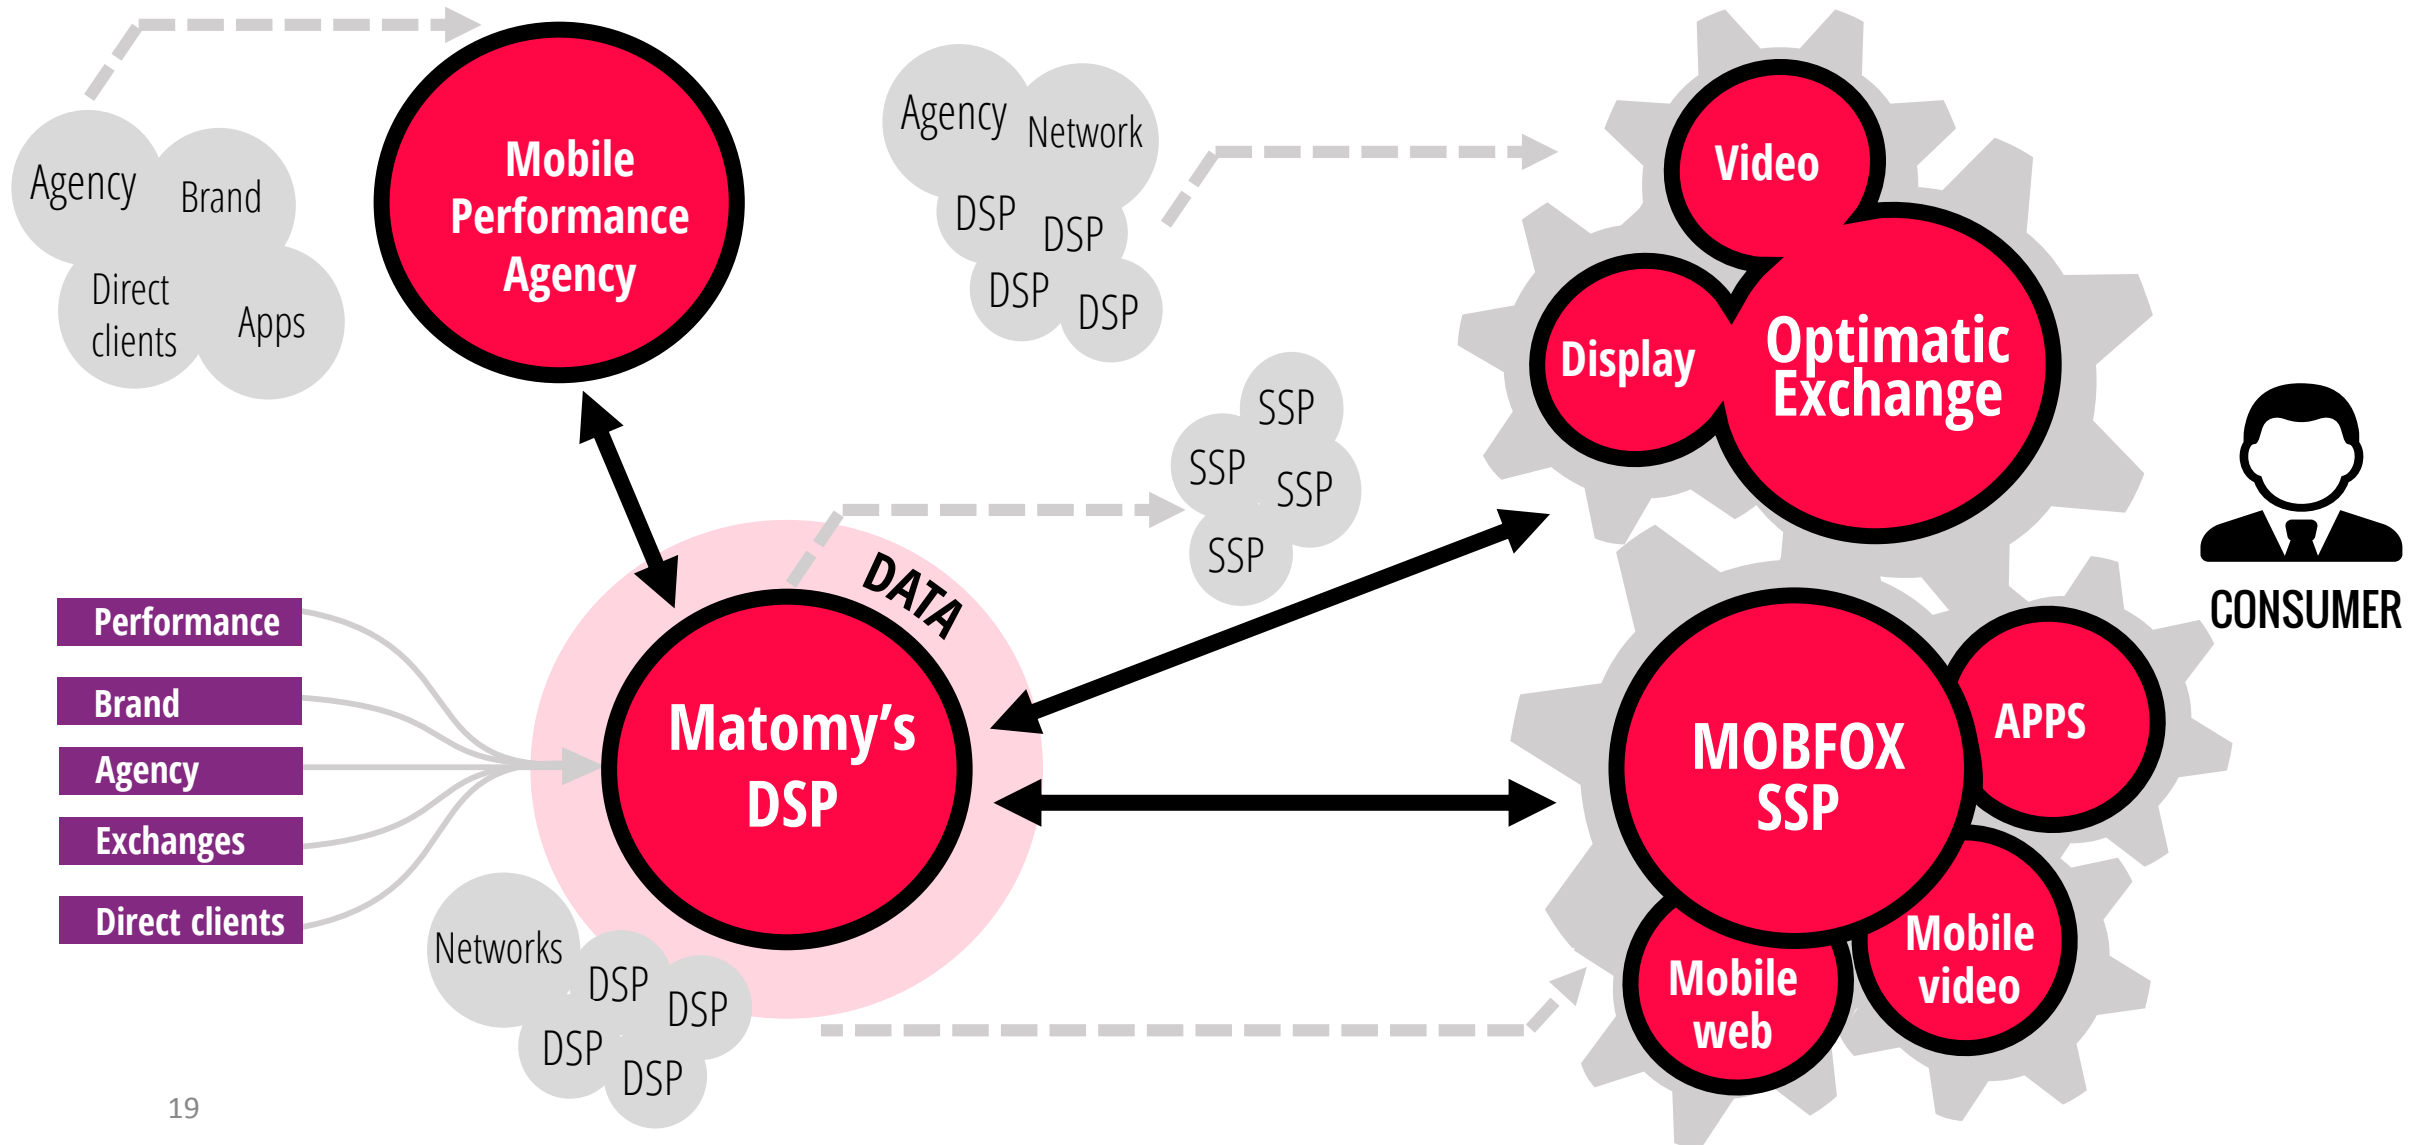 Mobile
Performance
Agency
Agency
Brand
Direct
clients
Apps
Agency
Network
DSP
DSP
DSP
DSP
Video
Display
Optimatic
Exchange
SSP
SSP
SSP
SSP
CONSUMER
DATA
Performance
Brand
Agency
Exchanges
Direct clients
Matomy’s
DSP
MOBFOX
SSP
APPS
Mobile
video
Mobile
web
Networks
DSP
DSP
DSP
DSP
19